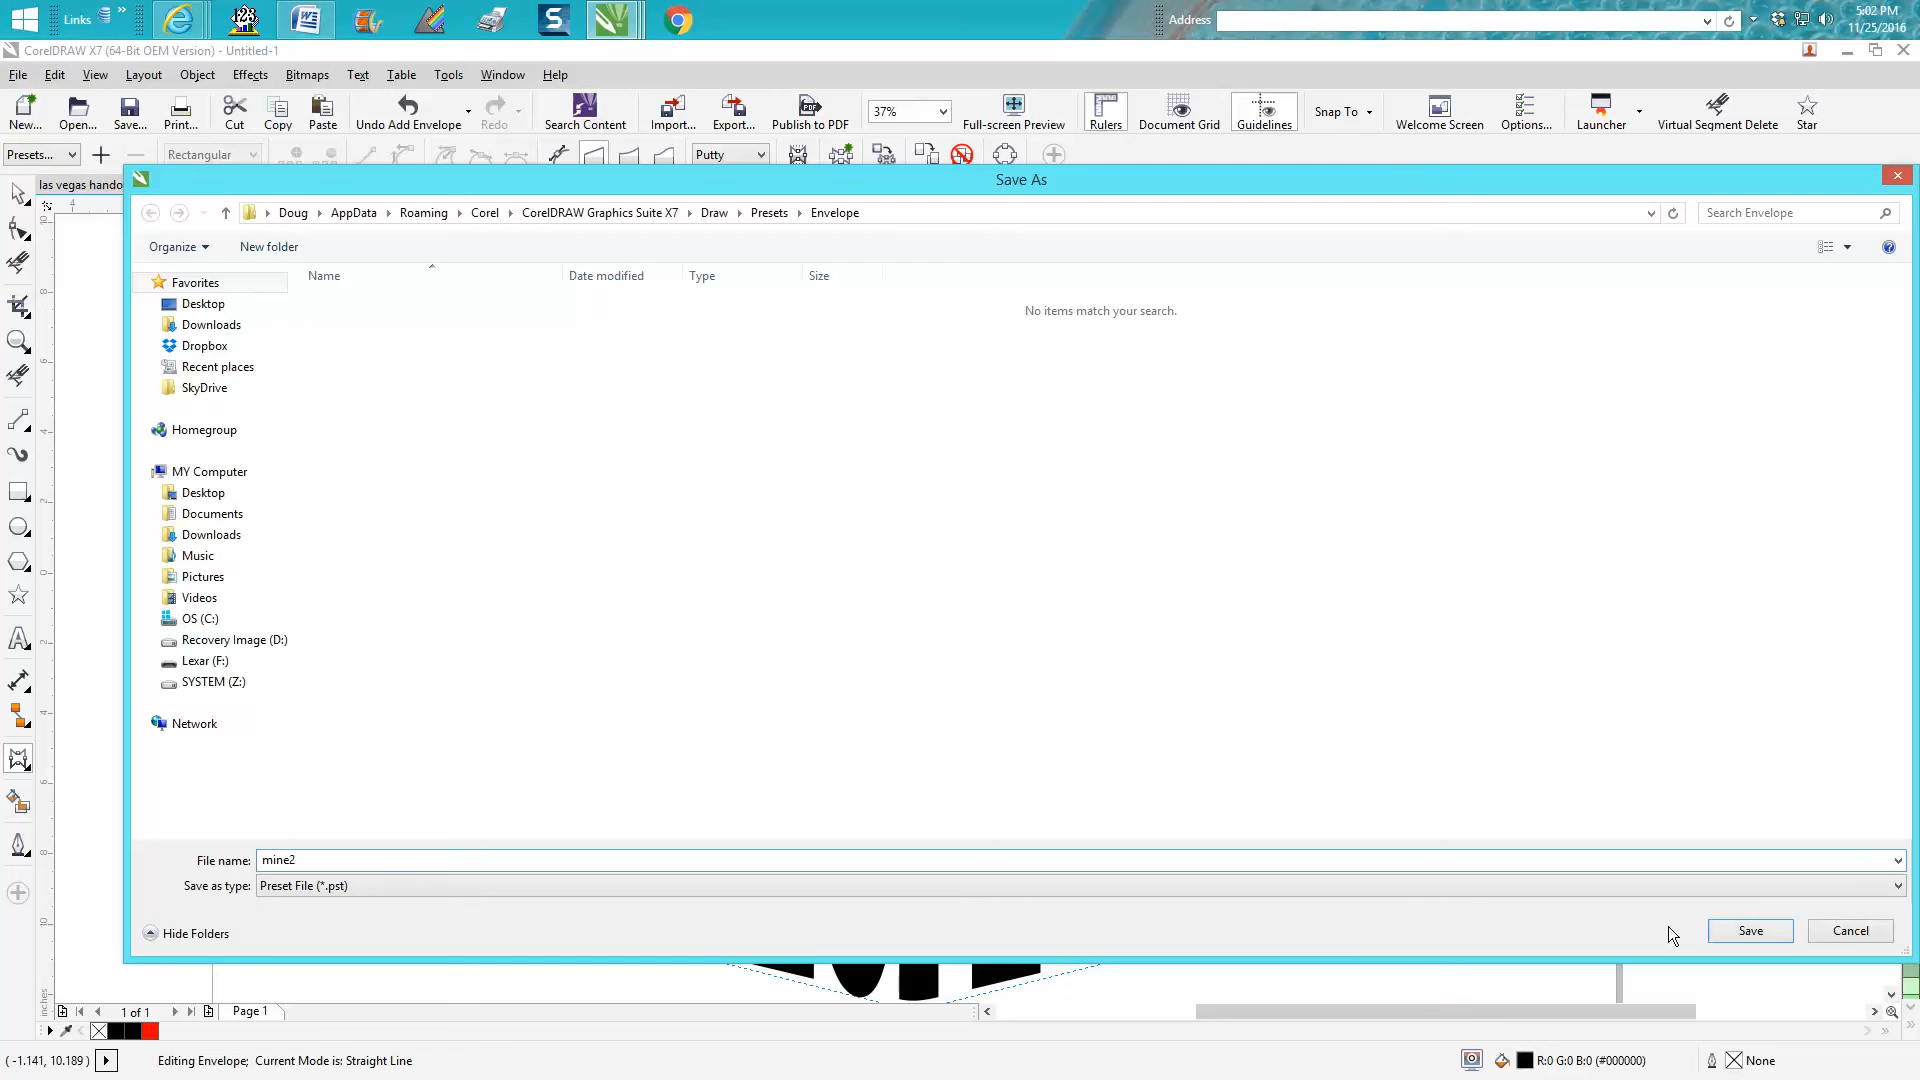 Links
Address
5:02 PM
11/25/2016
CorelDRAW X7 (64-Bit OEM Version) - Untitled-1
File Edit View Layout Object Effects Bitmaps Text Table Tools Window Help
New... Open... Save... Print... Cut Copy Paste Undo Add Envelope Redo Search Content Import... Export... Publish to PDF 37% Full-screen Preview Rulers Document Grid Guidelines Snap To Welcome Screen Options... Launcher Virtual Segment Delete Star
Presets... Rectangular Putty
las vegas hando
Save As
Doug AppData Roaming Corel CorelDRAW Graphics Suite X7 Draw Presets Envelope
Search Envelope
Organize New folder
Name Date modified Type Size
No items match your search.
Favorites
Desktop
Downloads
Dropbox
Recent places
SkyDrive
Homegroup
MY Computer
Desktop
Documents
Downloads
Music
Pictures
Videos
OS (C:)
Recovery Image (D:)
Lexar (F:)
SYSTEM (Z:)
Network
File name: mine2
Save as type: Preset File (*.pst)
Hide Folders
Save Cancel
1 of 1 Page 1
( -1.141, 10.189 ) Editing Envelope; Current Mode is: Straight Line R:0 G:0 B:0 (#000000) None